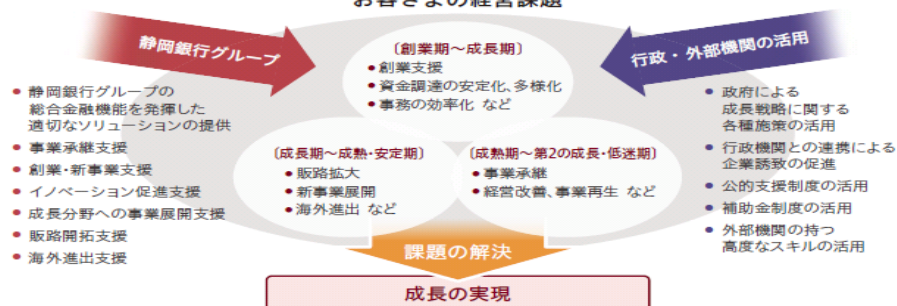 お客さまの経営課題
静岡銀行グループ
行政・外部機関の活用
〔創業期～成長期〕
• 創業支援
• 資金調達の安定化、多様化
• 事務の効率化 など
• 静岡銀行グループの
総合金融機能を発揮した
適切なソリューションの提供
• 事業承継支援
• 創業・新事業支援
• イノベーション促進支援
• 成長分野への事業展開支援
• 販路開拓支援
• 海外進出支援
〔成長期～成熟・安定期〕
• 販路拡大
• 新事業展開
• 海外進出 など
〔成熟期～第2の成長・低迷期〕
• 事業承継
• 経営改善、事業再生 など
• 政府による
成長戦略に関する
各種施策の活用
• 行政機関との連携による
企業誘致の促進
• 公的支援制度の活用
• 補助金制度の活用
• 外部機関の持つ
高度なスキルの活用
課題の解決
成長の実現